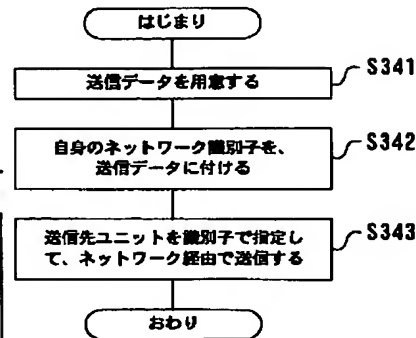 はじまり
送信データを用意する
S341
自身のネットワーク識別子を、
送信データに付ける
S342
送信先ユニットを識別子で指定し
て、ネットワーク経由で送信する
S343
おわり